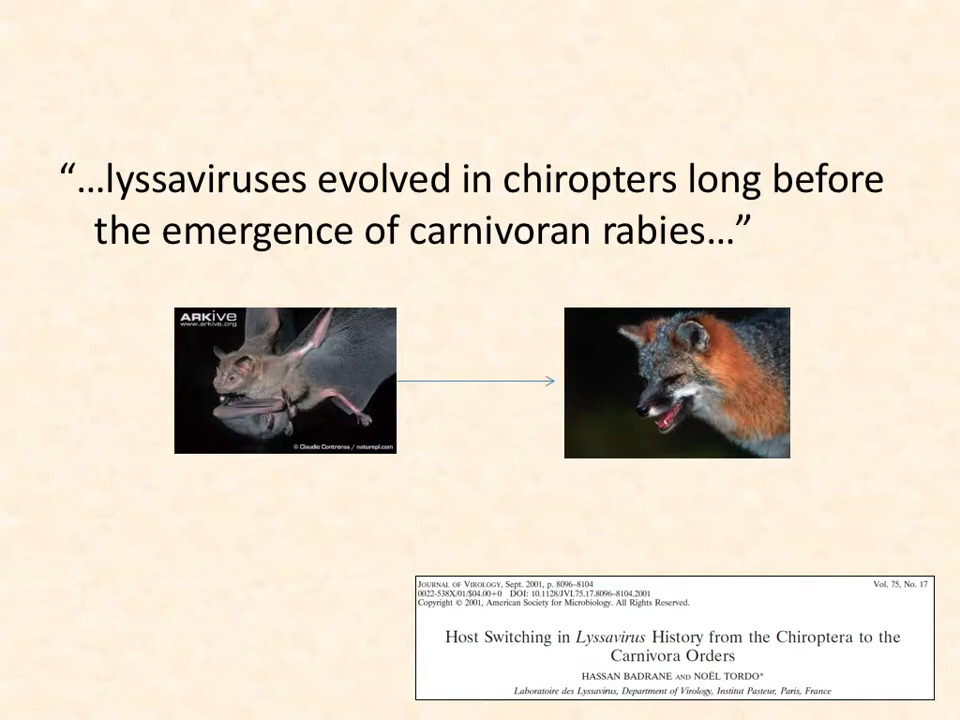 “…lyssaviruses evolved in chiropters long before
the emergence of carnivoran rabies…”
ARKive
www.arkive.org
© Claudio Contreras / naturepl.com
JOURNAL OF VIROLOGY, Sept. 2001, p. 8096–8104
Vol. 75, No. 17
0022-538X/01/$04.00+0 DOI: 10.1128/JVI.75.17.8096–8104.2001
Copyright © 2001, American Society for Microbiology. All Rights Reserved.
Host Switching in Lyssavirus History from the Chiroptera to the
Carnivora Orders
HASSAN BADRANE AND NOËL TORDO*
Laboratoire des Lyssavirus, Department of Virology, Institut Pasteur, Paris, France